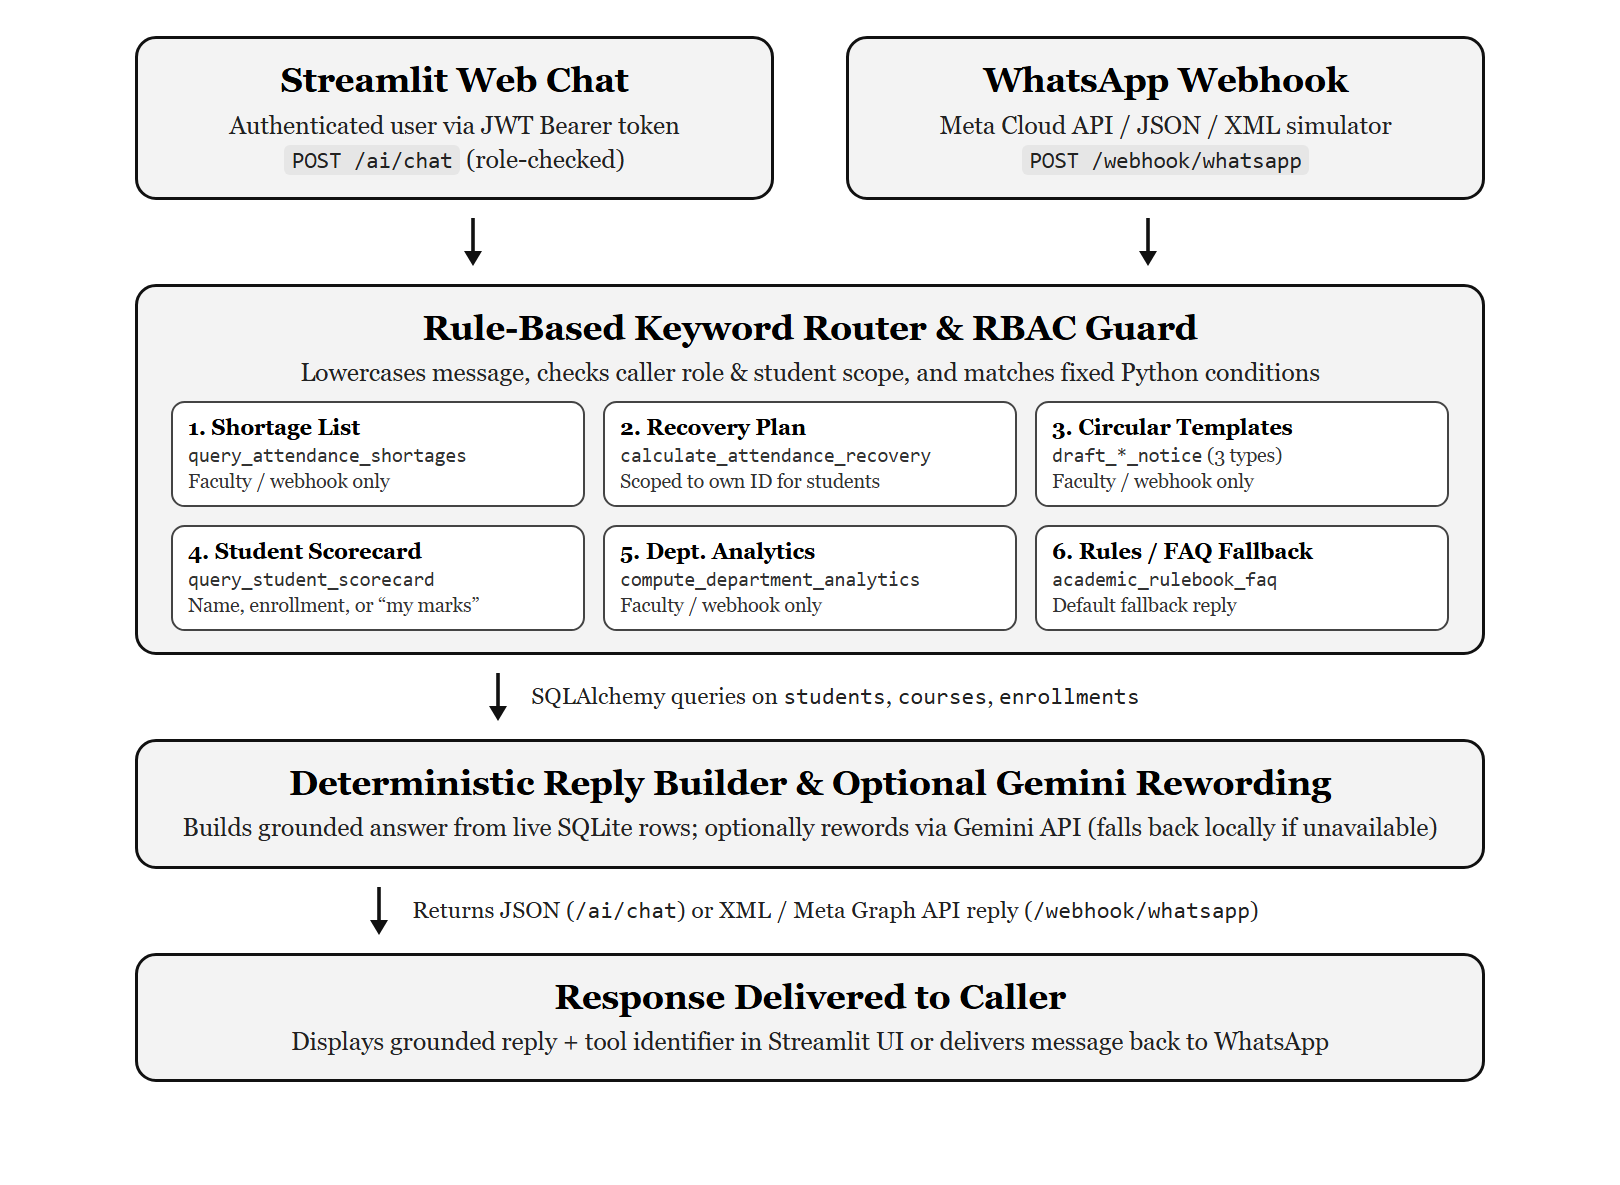 Streamlit Web Chat
Authenticated user via JWT Bearer token
POST /ai/chat (role-checked)
WhatsApp Webhook
Meta Cloud API / JSON / XML simulator
POST /webhook/whatsapp
Rule-Based Keyword Router & RBAC Guard
Lowercases message, checks caller role & student scope, and matches fixed Python conditions
1. Shortage List
query_attendance_shortages
Faculty / webhook only
2. Recovery Plan
calculate_attendance_recovery
Scoped to own ID for students
3. Circular Templates
draft_*_notice (3 types)
Faculty / webhook only
4. Student Scorecard
query_student_scorecard
Name, enrollment, or “my marks”
5. Dept. Analytics
compute_department_analytics
Faculty / webhook only
6. Rules / FAQ Fallback
academic_rulebook_faq
Default fallback reply
SQLAlchemy queries on students, courses, enrollments
Deterministic Reply Builder & Optional Gemini Rewording
Builds grounded answer from live SQLite rows; optionally rewords via Gemini API (falls back locally if unavailable)
Returns JSON (/ai/chat) or XML / Meta Graph API reply (/webhook/whatsapp)
Response Delivered to Caller
Displays grounded reply + tool identifier in Streamlit UI or delivers message back to WhatsApp